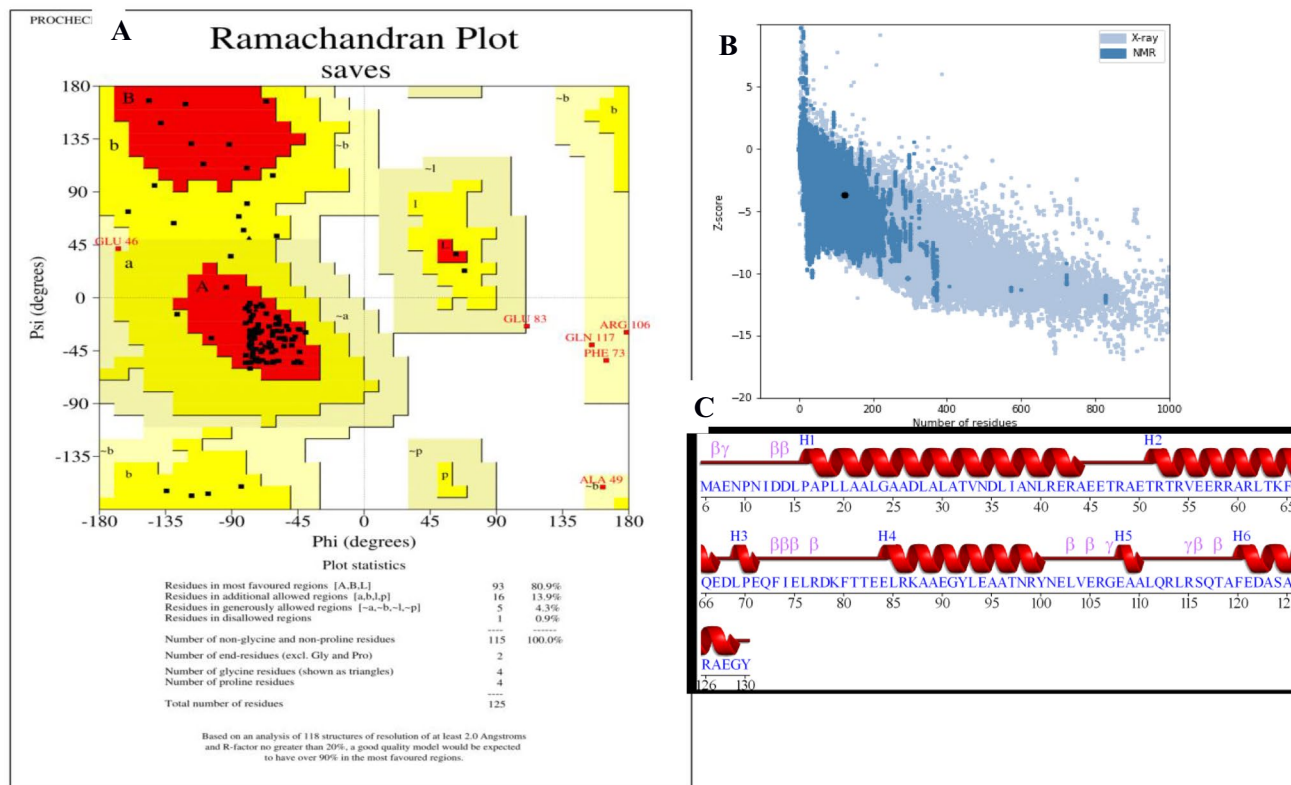 PROCHEC
A
Ramachandran Plot
saves
180
135
90
45
0
-45
-90
-135
-180
Psi (degrees)
-180 -135 -90 -45 0 45 90 135 180
Phi (degrees)
B
b
~b
~b
b
~l
l
L
GLU 46
a
A
~a
GLU 83
ARG 106
GLN 117
PHE 73
~b
b
~p
p
ALA 49
~b
Plot statistics
Residues in most favoured regions [A,B,L] 93 80.9%
Residues in additional allowed regions [a,b,l,p] 16 13.9%
Residues in generously allowed regions [~a,~b,~l,~p] 5 4.3%
Residues in disallowed regions 1 0.9%
---- ------
Number of non-glycine and non-proline residues 115 100.0%
Number of end-residues (excl. Gly and Pro) 2
Number of glycine residues (shown as triangles) 4
Number of proline residues 4
----
Total number of residues 125
Based on an analysis of 118 structures of resolution of at least 2.0 Angstroms
and R-factor no greater than 20%, a good quality model would be expected
to have over 90% in the most favoured regions.
B
X-ray
NMR
5
0
−5
−10
−15
−20
Z-score
0 200 400 600 800 1000
Number of residues
C
βγ ββ H1 H2
MAENPNIDDLPAPLLAALGAADLALATVNDLIANLRERAEETRAETRTRVEERRARLTKF
6 10 15 20 25 30 35 40 45 50 55 60 65
H3 βββ β H4 β β γ H5 γβ β H6
QEDLPEQFIELRDKFTTEELRKAAEGYLEAATNRYNELVERGEAALQRLRSQTAFEDASA
66 70 75 80 85 90 95 100 105 110 115 120 125
RAEGY
126 130